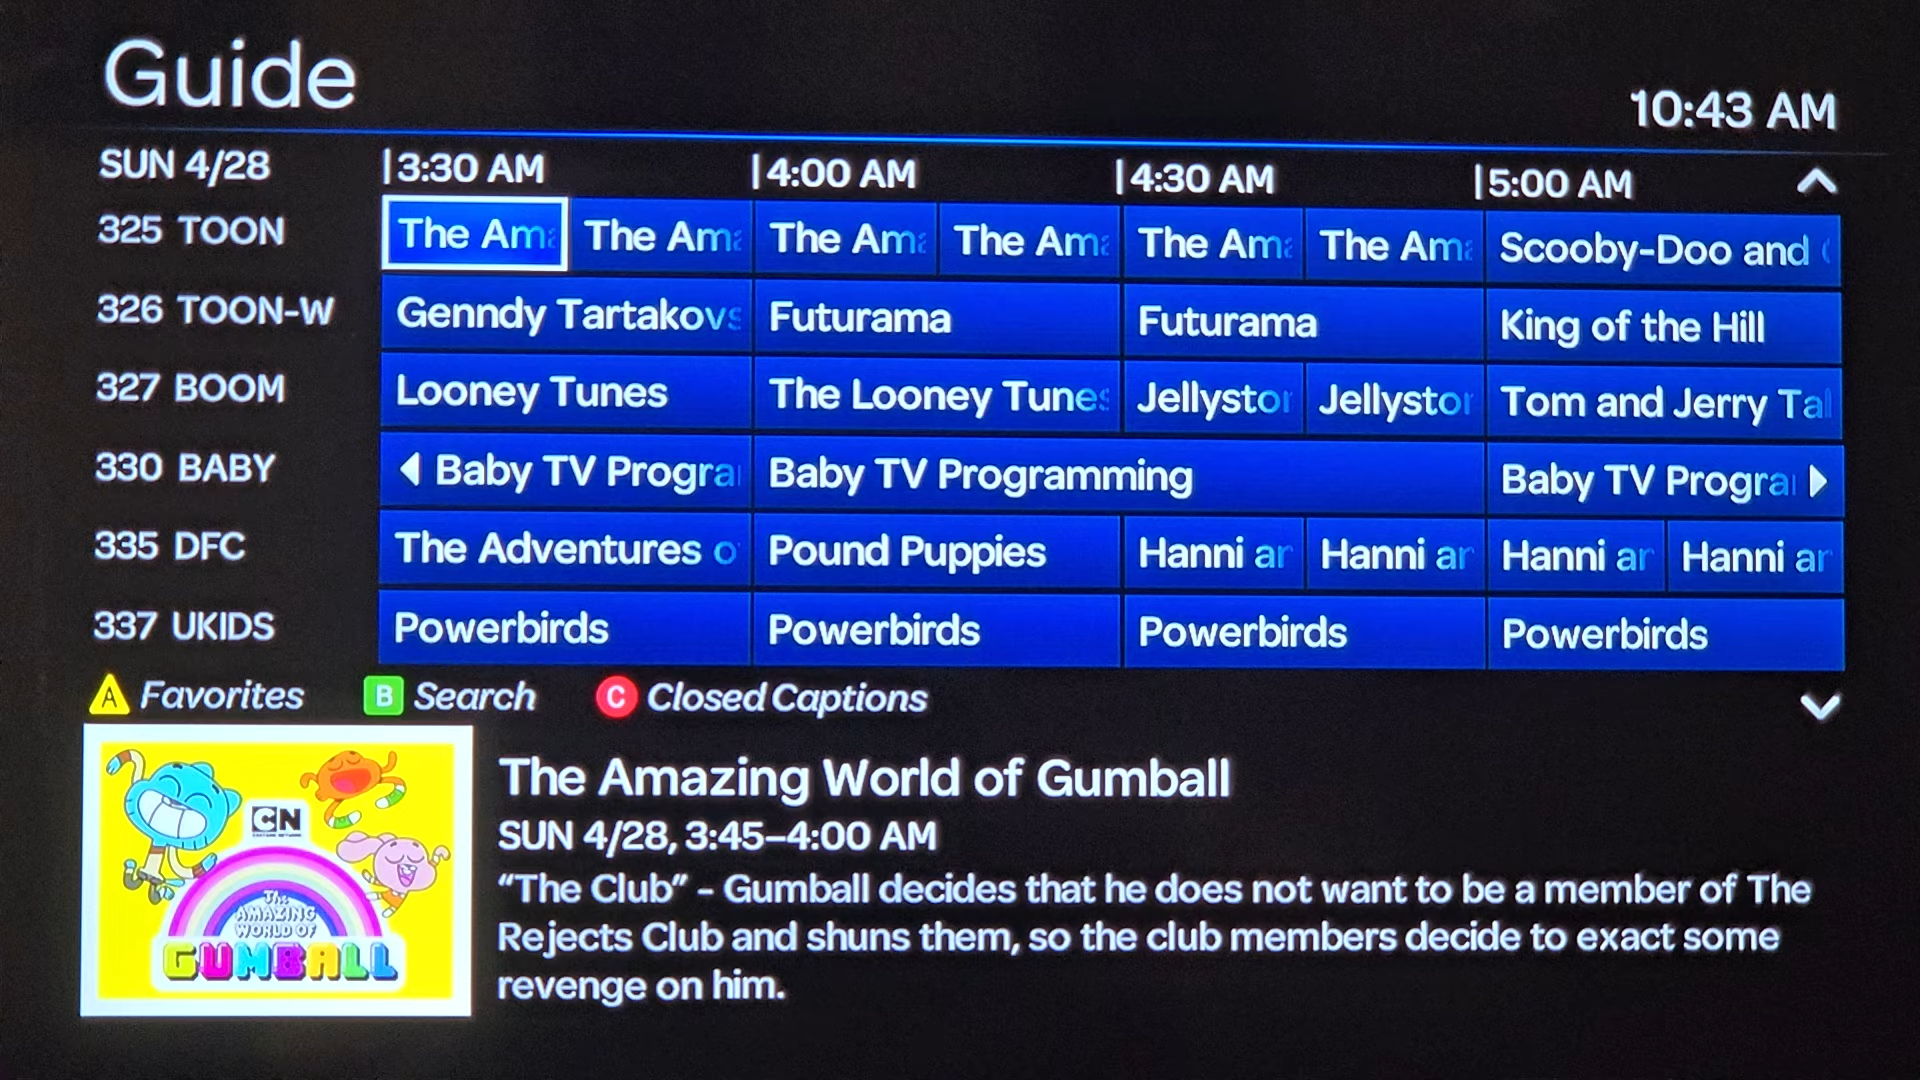 Guide
10:43 AM
SUN 4/28 3:30 AM 4:00 AM 4:30 AM 5:00 AM
325 TOON The Ama The Ama The Ama The Ama The Ama The Ama Scooby-Doo and
326 TOON-W Genndy Tartakovs Futurama Futurama King of the Hill
327 BOOM Looney Tunes The Looney Tunes Jellystor Jellystor Tom and Jerry Tal
330 BABY Baby TV Progra Baby TV Programming Baby TV Progra
335 DFC The Adventures o Pound Puppies Hanni ar Hanni ar Hanni ar Hanni ar
337 UKIDS Powerbirds Powerbirds Powerbirds Powerbirds
A Favorites B Search C Closed Captions
CN
The
AMAZING
WORLD OF
GUMBALL
The Amazing World of Gumball
SUN 4/28, 3:45–4:00 AM
“The Club” – Gumball decides that he does not want to be a member of The
Rejects Club and shuns them, so the club members decide to exact some
revenge on him.